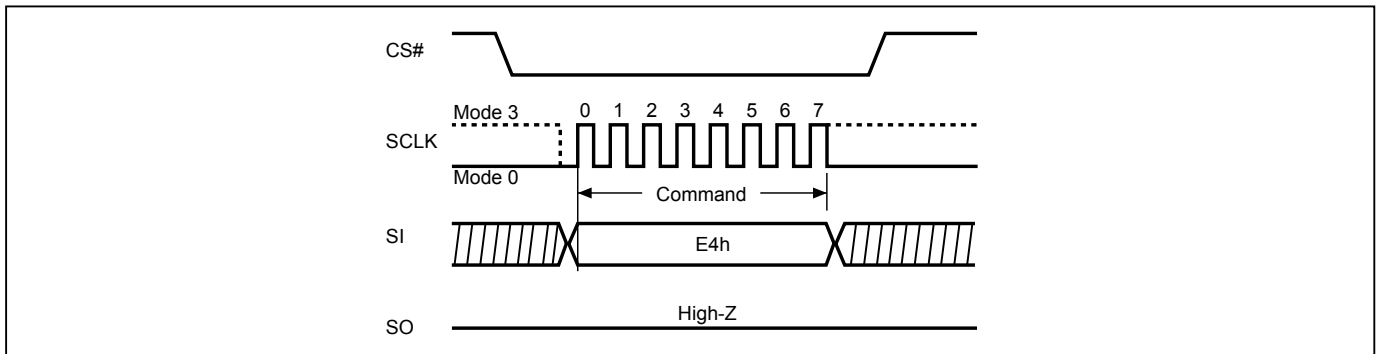 CS#
Mode 3 0 1 2 3 4 5 6 7
SCLK
Mode 0
Command
SI
E4h
High-Z
SO